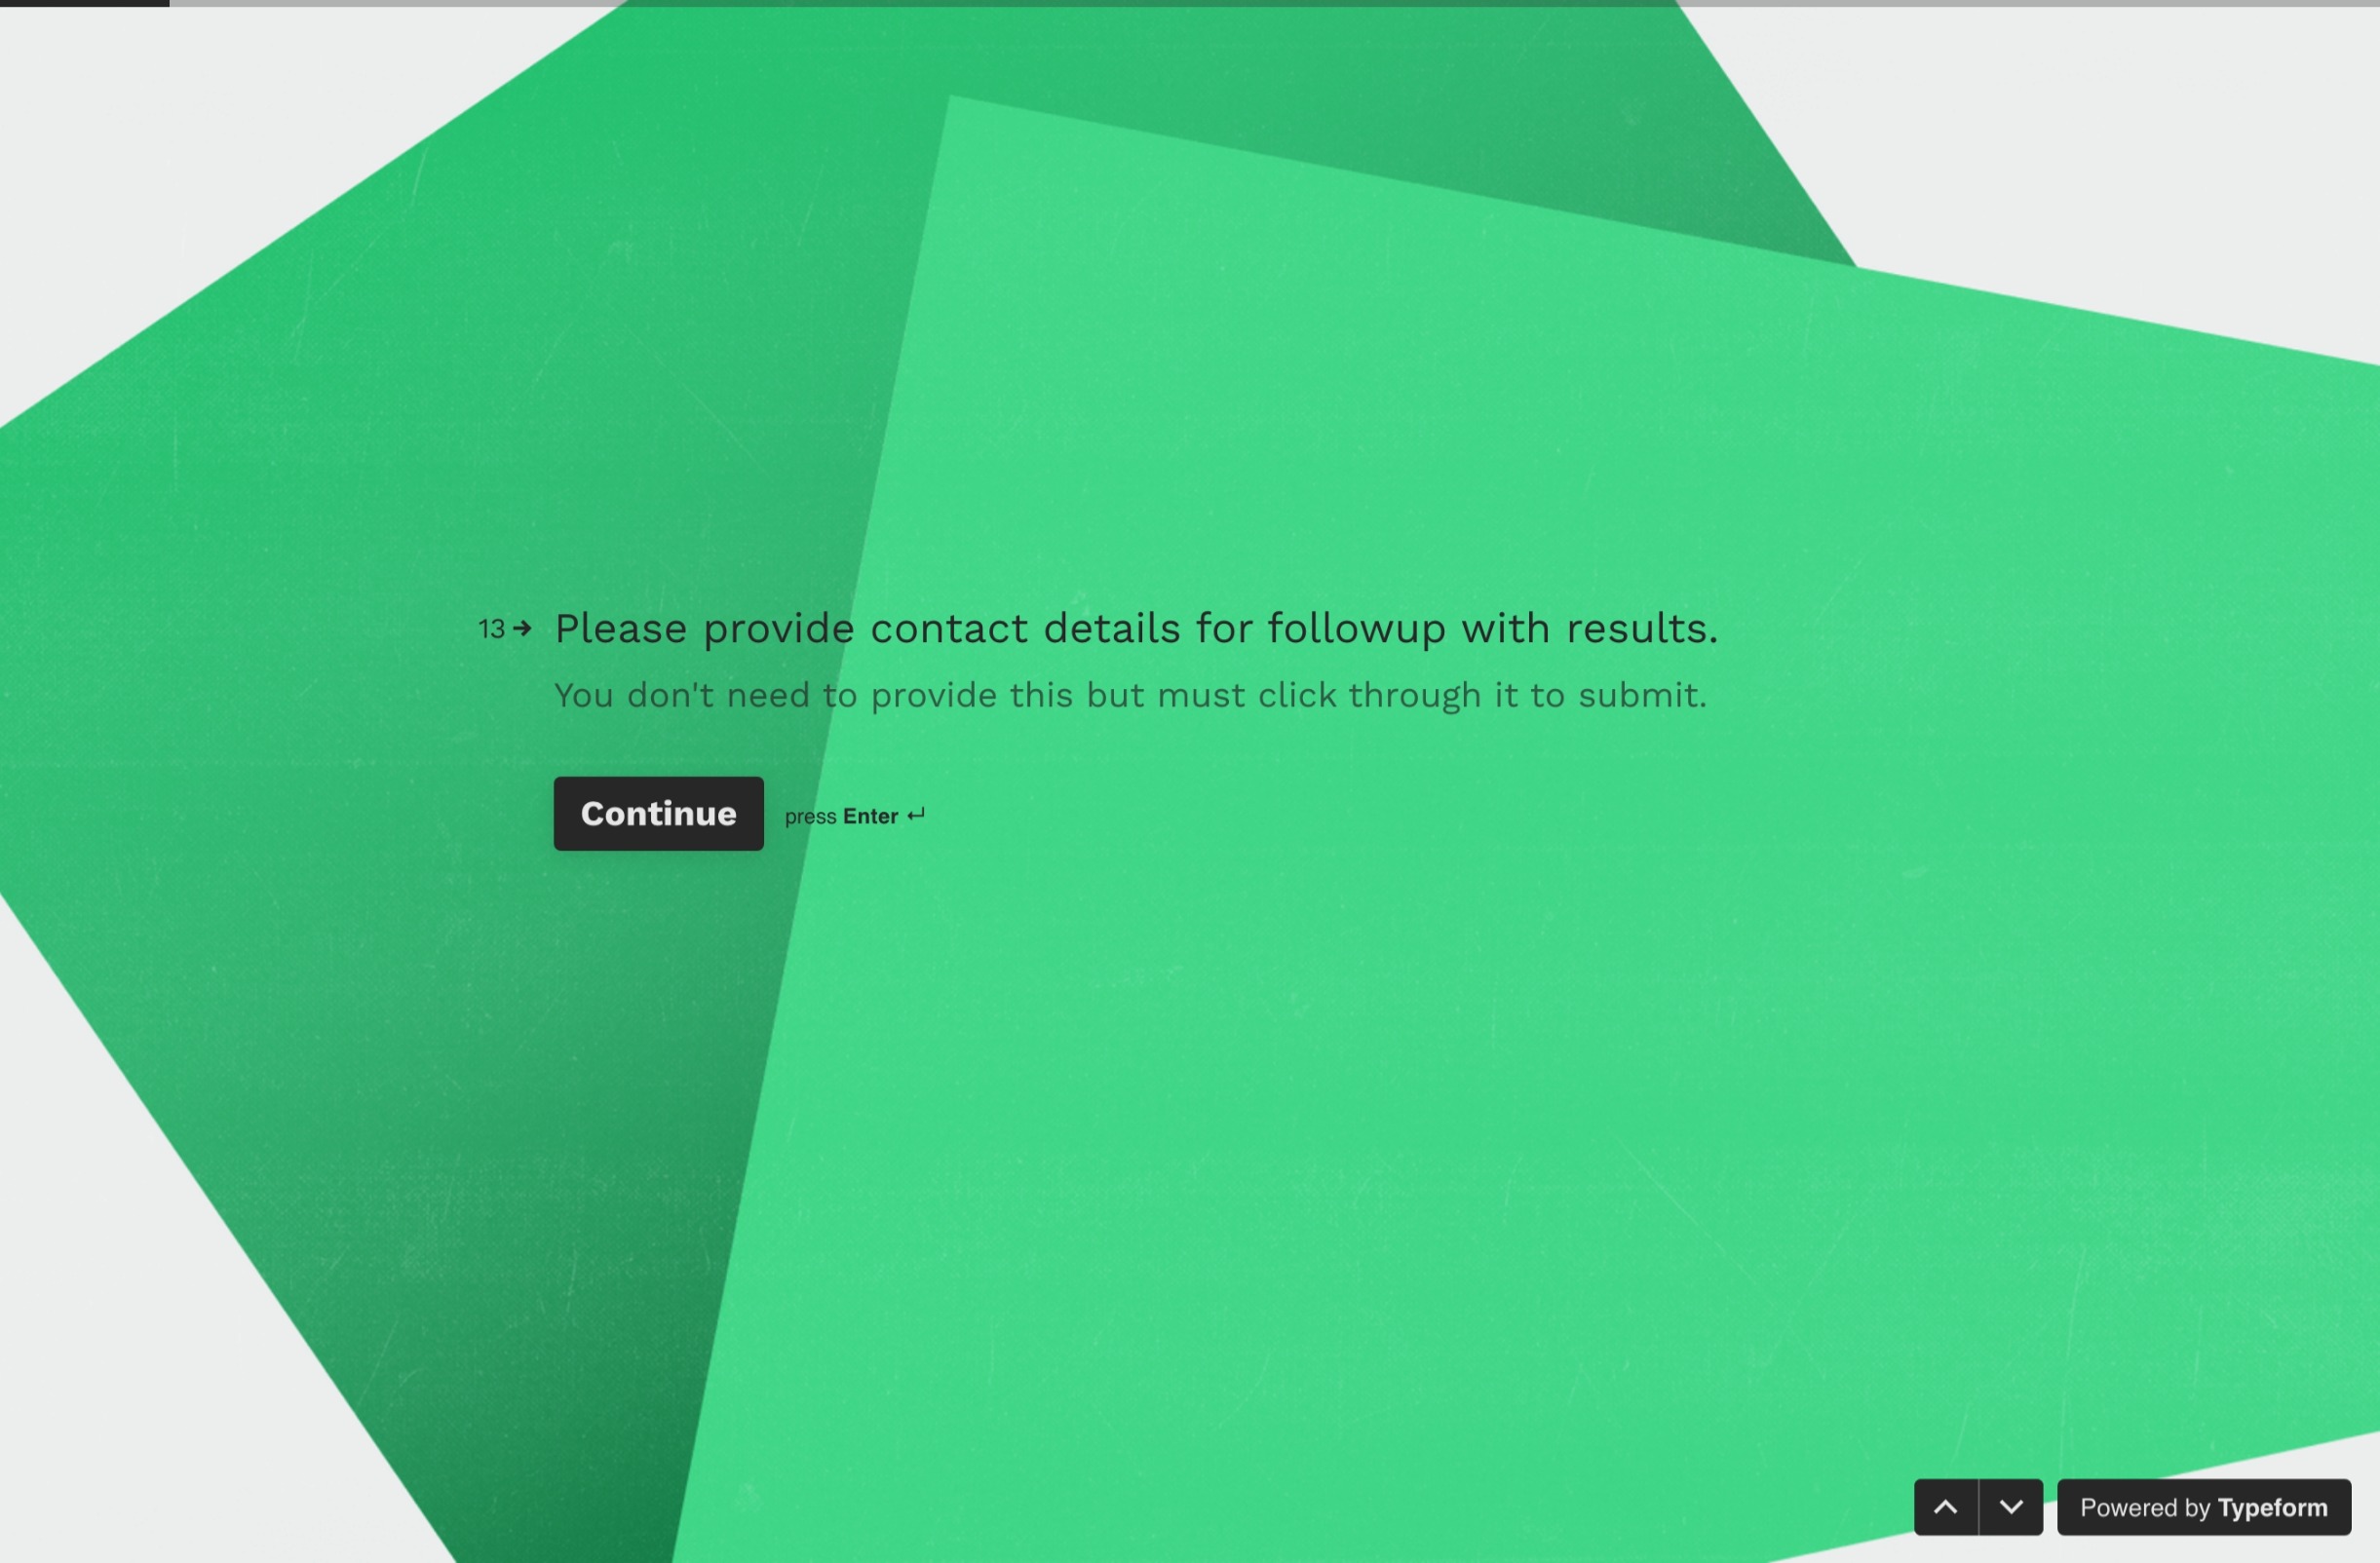 13 → Please provide contact details for followup with results.
You don't need to provide this but must click through it to submit.
Continue press Enter ↵
Powered by Typeform